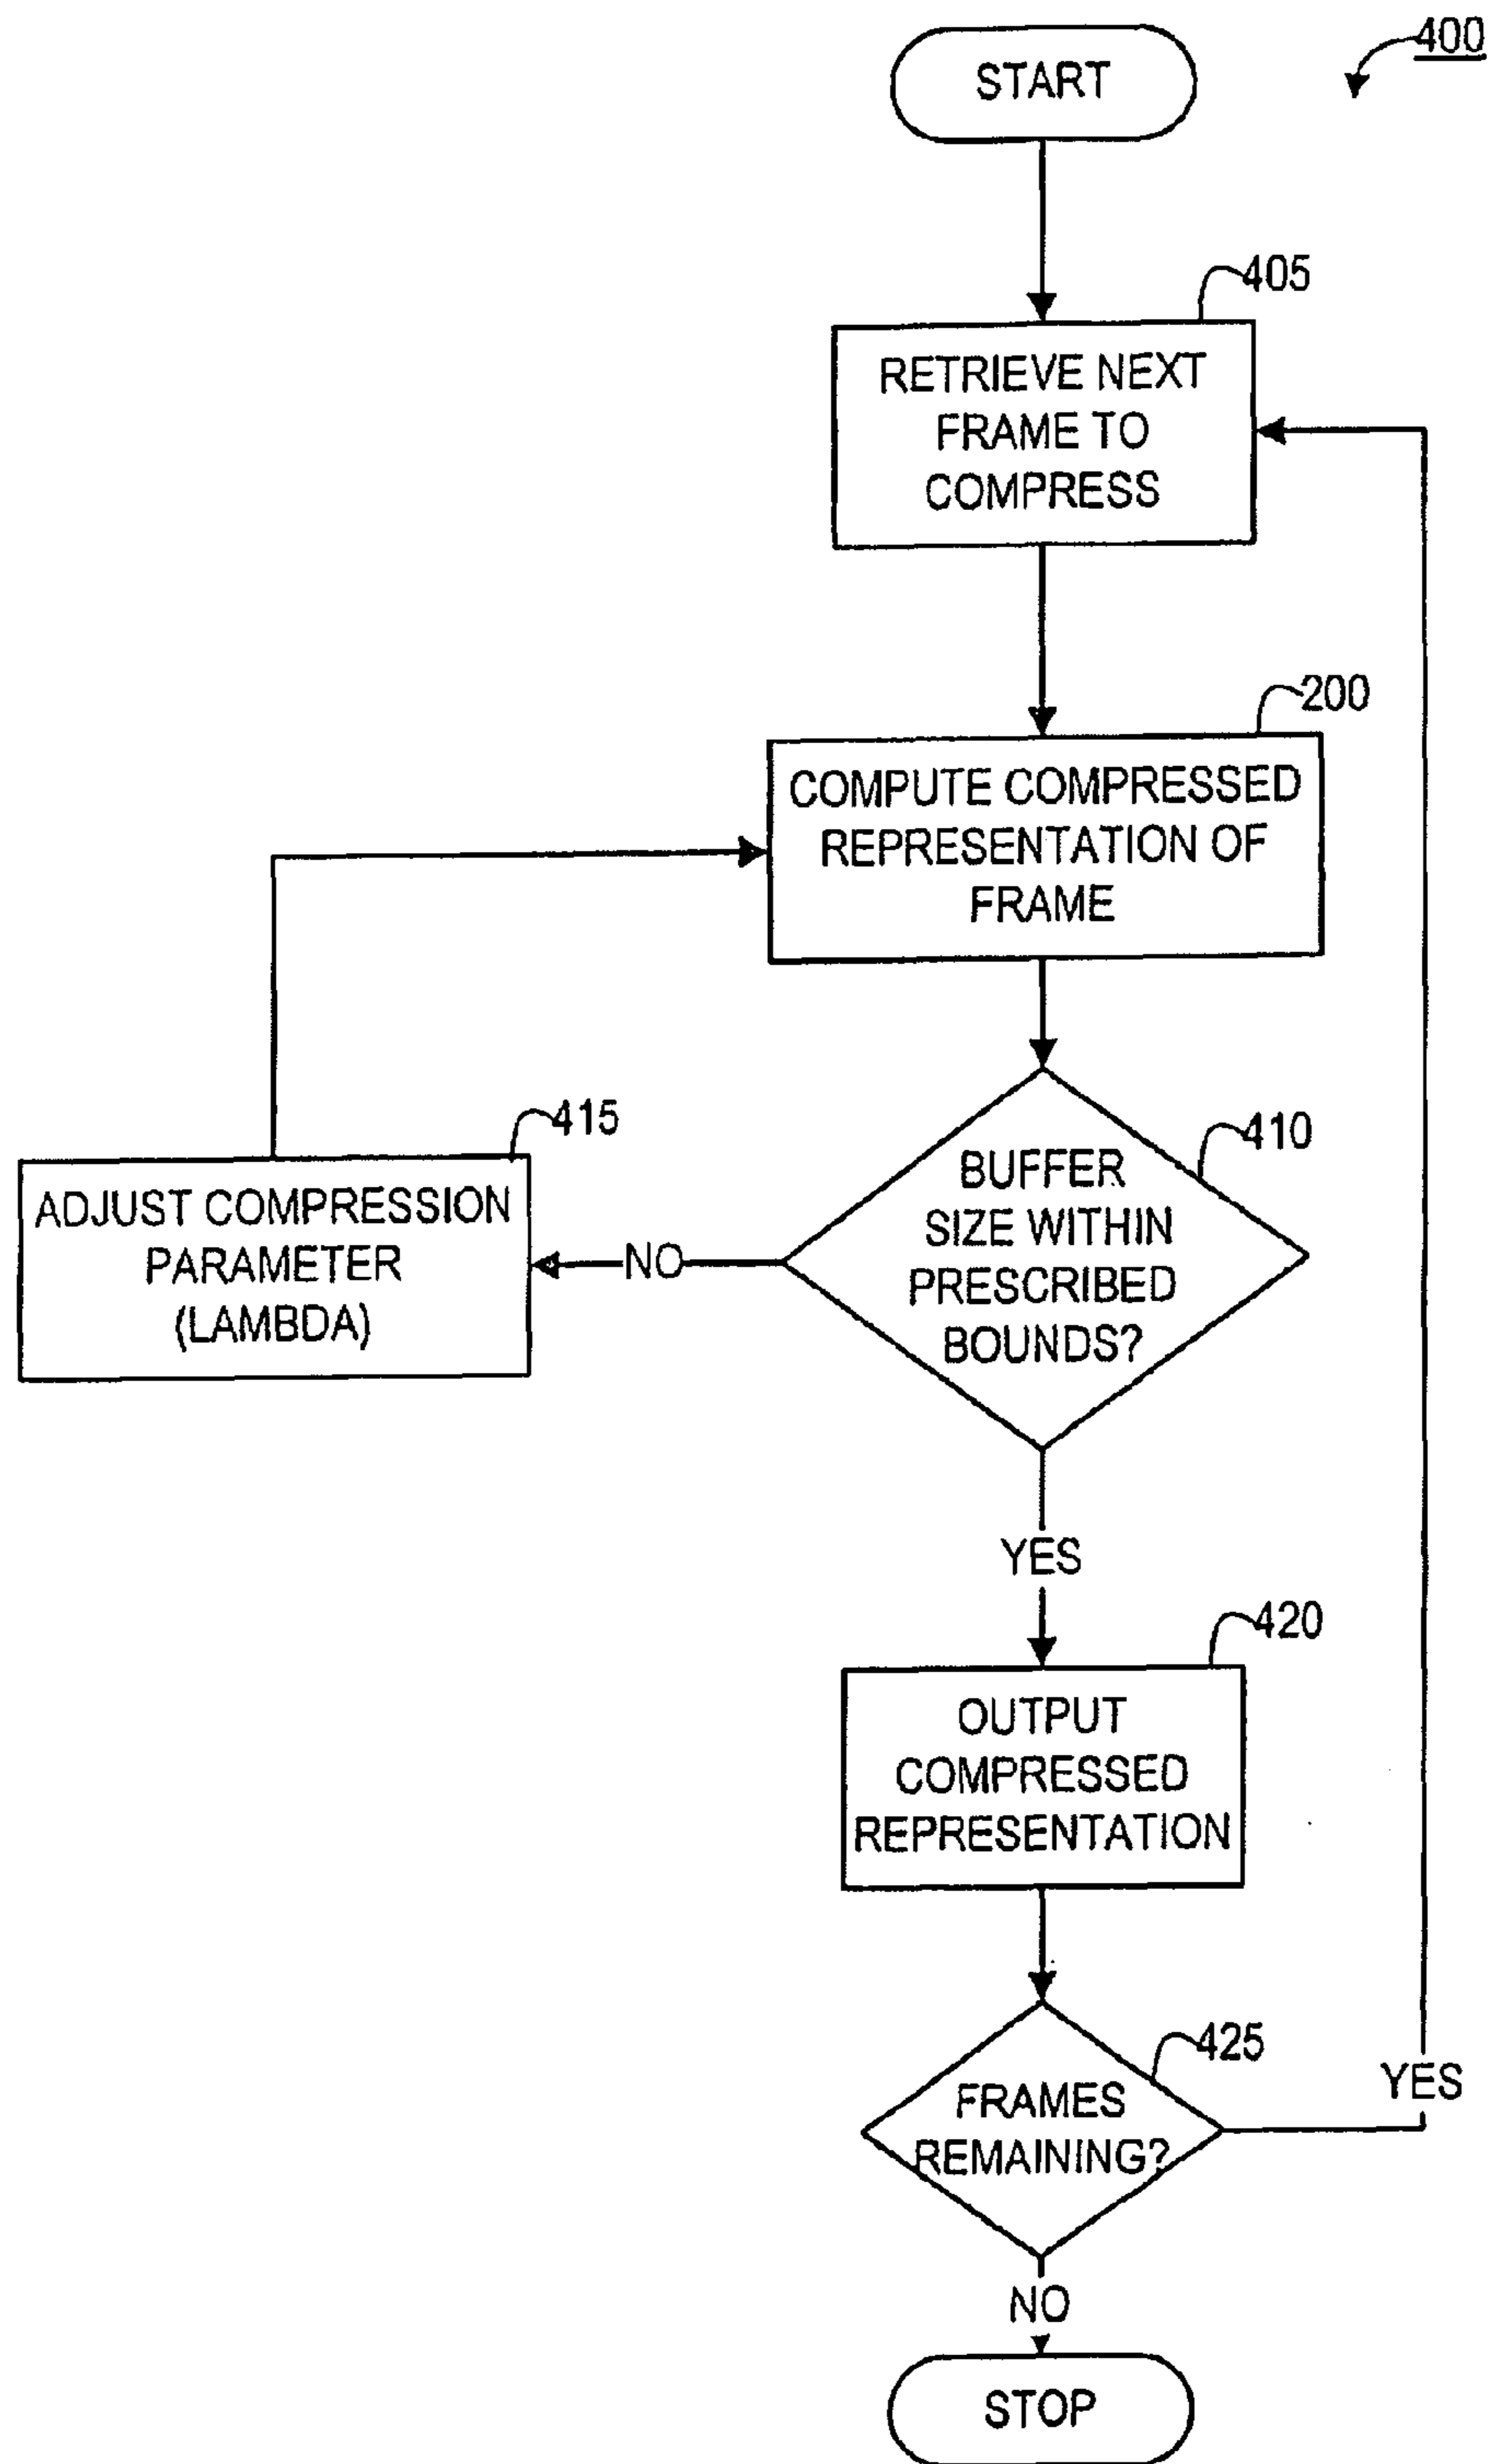 400
START
405
RETRIEVE NEXT
FRAME TO
COMPRESS
200
COMPUTE COMPRESSED
REPRESENTATION OF
FRAME
410
BUFFER
SIZE WITHIN
PRESCRIBED
BOUNDS?
NO
415
ADJUST COMPRESSION
PARAMETER
(LAMBDA)
YES
420
OUTPUT
COMPRESSED
REPRESENTATION
425
FRAMES
REMAINING?
YES
NO
STOP